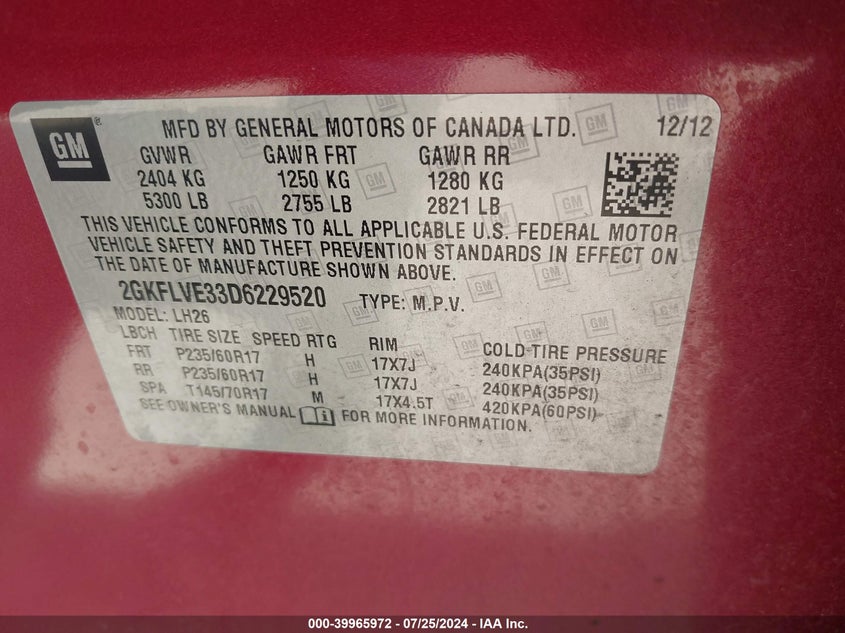 GM ® MFD BY GENERAL MOTORS OF CANADA LTD. 12/12
GVWR GAWR FRT GAWR RR
2404 KG 1250 KG 1280 KG
5300 LB 2755 LB 2821 LB
THIS VEHICLE CONFORMS TO ALL APPLICABLE U.S. FEDERAL MOTOR
VEHICLE SAFETY AND THEFT PREVENTION STANDARDS IN EFFECT ON
THE DATE OF MANUFACTURE SHOWN ABOVE.
2GKFLVE33D6229520 TYPE: M.P.V.
MODEL: LH26
LBCH TIRE SIZE SPEED RTG RIM COLD TIRE PRESSURE
FRT P235/60R17 H 17X7J 240KPA(35PSI)
RR P235/60R17 H 17X7J 240KPA(35PSI)
SPA T145/70R17 M 17X4.5T 420KPA(60PSI)
SEE OWNER'S MANUAL FOR MORE INFORMATION.
000-39965972 / 07/25/2024 - IAA Inc.